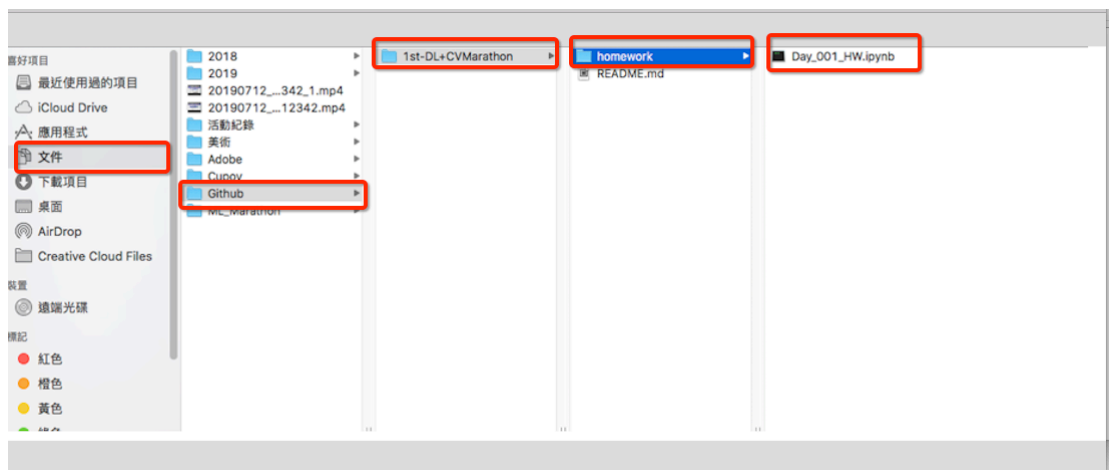 喜好項目
最近使用過的項目
iCloud Drive
應用程式
文件
下載項目
桌面
AirDrop
Creative Cloud Files
裝置
遠端光碟
標記
紅色
橙色
黃色
2018
2019
20190712_...342_1.mp4
20190712_...12342.mp4
活動紀錄
美術
Adobe
Cupoy
Github
ML_Marathon
1st-DL+CVMarathon
homework
README.md
Day_001_HW.ipynb